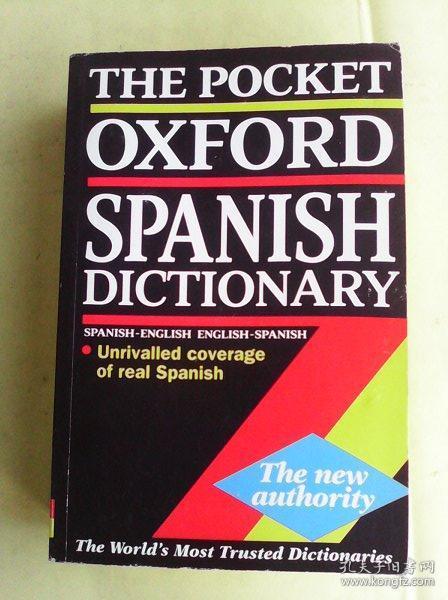 THE POCKET
OXFORD
SPANISH
DICTIONARY
SPANISH-ENGLISH ENGLISH-SPANISH
• Unrivalled coverage
of real Spanish
The new
authority
The World's Most Trusted Dictionaries
孔夫子旧书网
www.kongfz.com